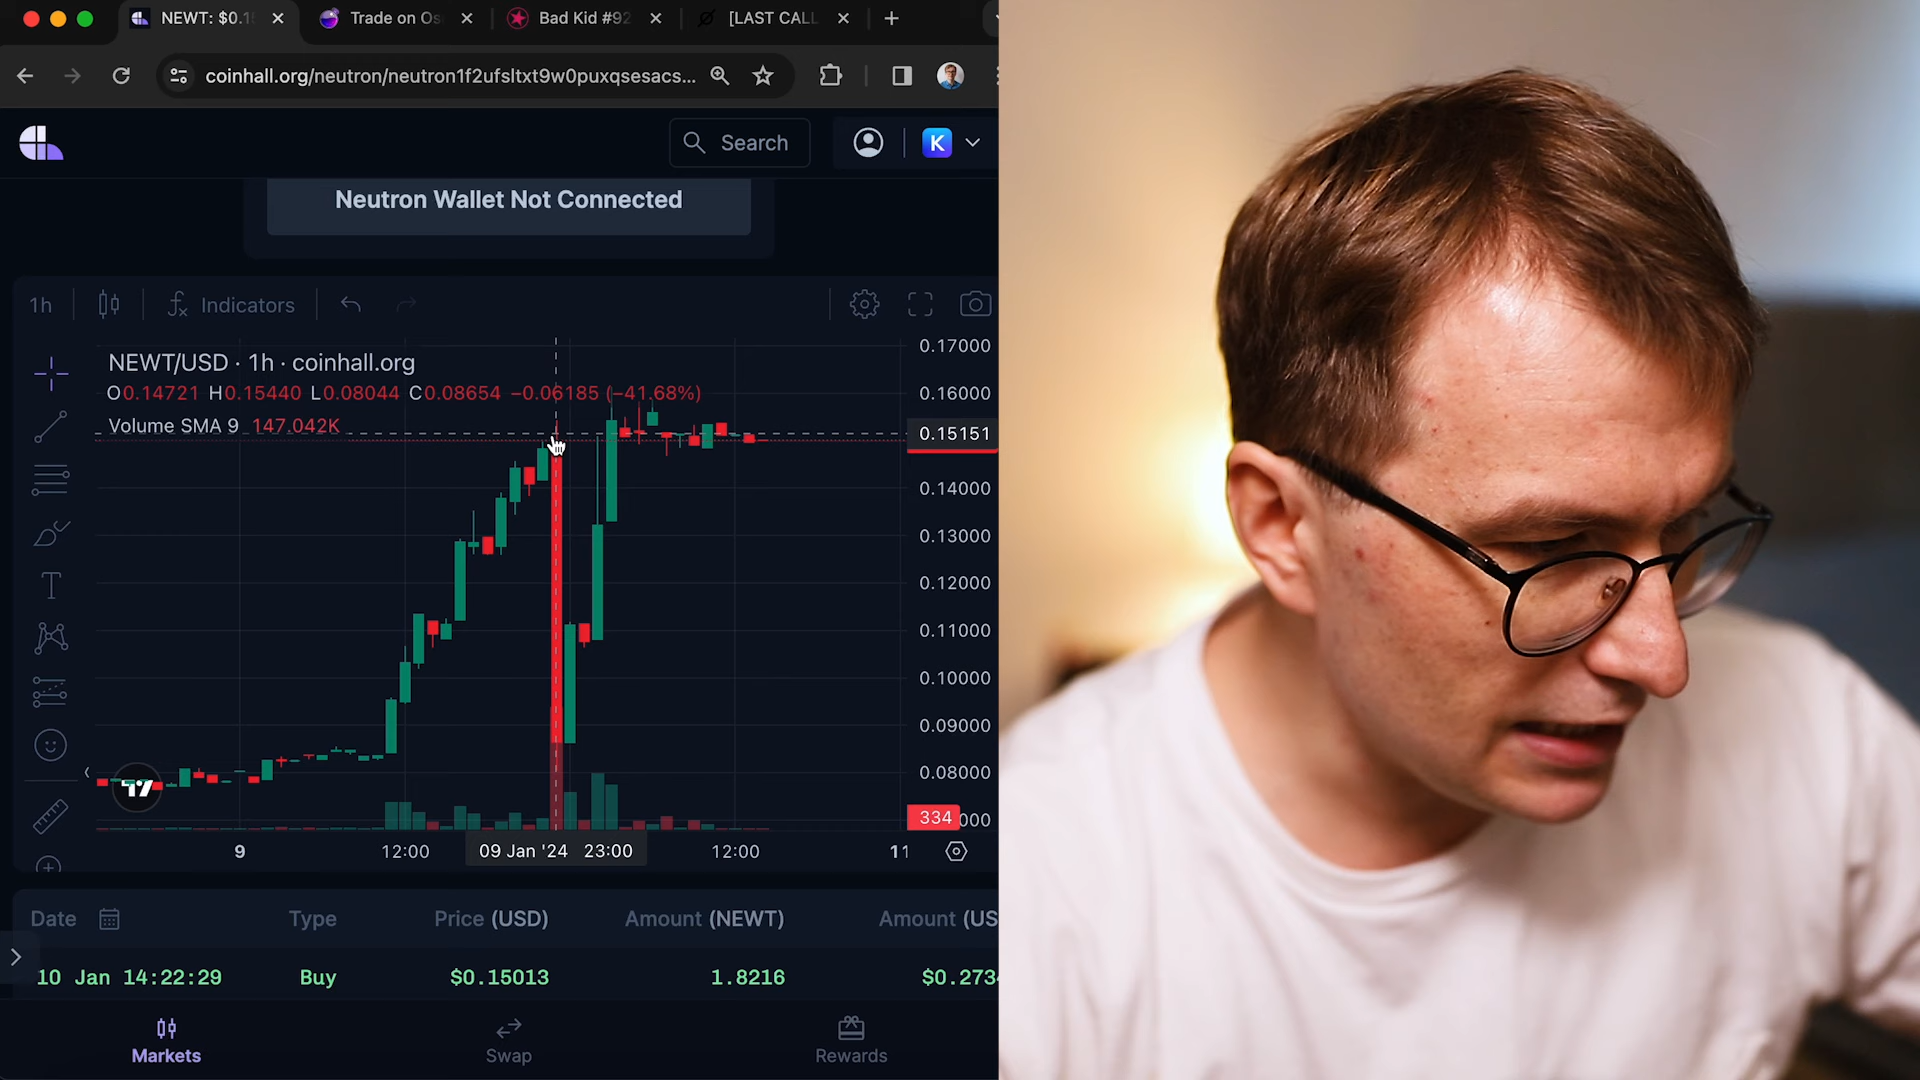 NEWT: $0.1
Trade on Os
Bad Kid #92
[LAST CALL
coinhall.org/neutron/neutron1f2ufsltxt9w0puxqsesacs...
Search
K
Neutron Wallet Not Connected
1h
Indicators
NEWT/USD · 1h · coinhall.org
O0.14721 H0.15440 L0.08044 C0.08654 −0.06185 (−41.68%)
Volume SMA 9 147.042K
0.17000
0.16000
0.15151
0.14000
0.13000
0.12000
0.11000
0.10000
0.09000
0.08000
334
000
9
12:00
09 Jan '24 23:00
12:00
11
Date
Type
Price (USD)
Amount (NEWT)
Amount (US
10 Jan 14:22:29
Buy
$0.15013
1.8216
$0.273
Markets
Swap
Rewards